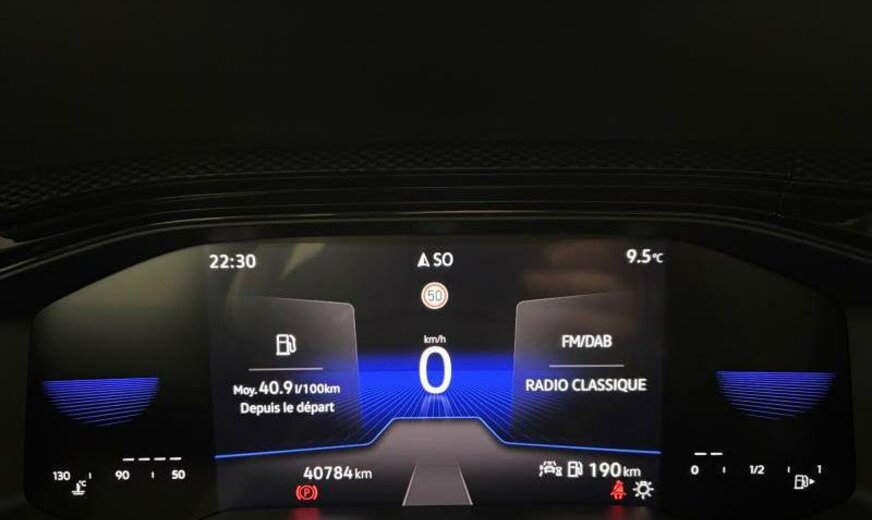 22:30
SO
9.5°C
50
km/h
0
Moy. 40.9 l/100km
Depuis le départ
FM/DAB
RADIO CLASSIQUE
130
°C
90
50
40784 km
P
190 km
0
1/2
1